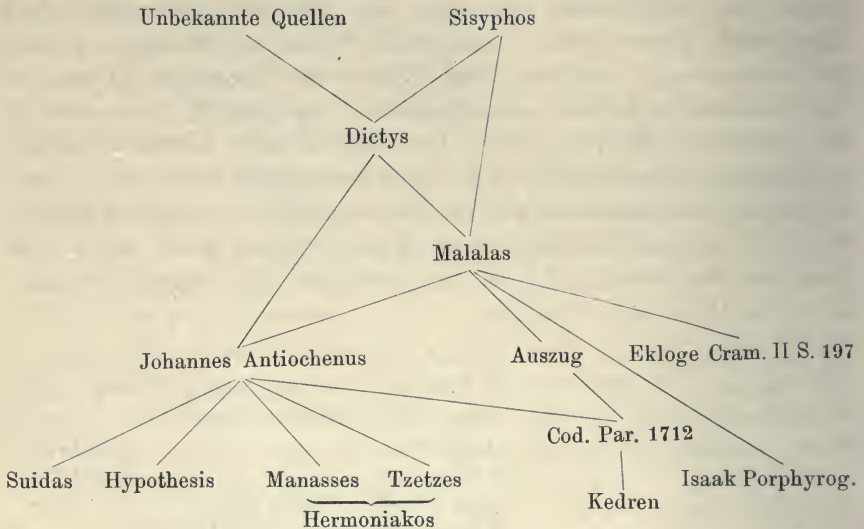 Unbekannte Quellen Sisyphos
Dictys
Malalas
Johannes Antiochenus Auszug Ekloge Cram. II S. 197
Cod. Par. 1712
Suidas Hypothesis Manasses Tzetzes Isaak Porphyrog.
Kedren
Hermoniakos